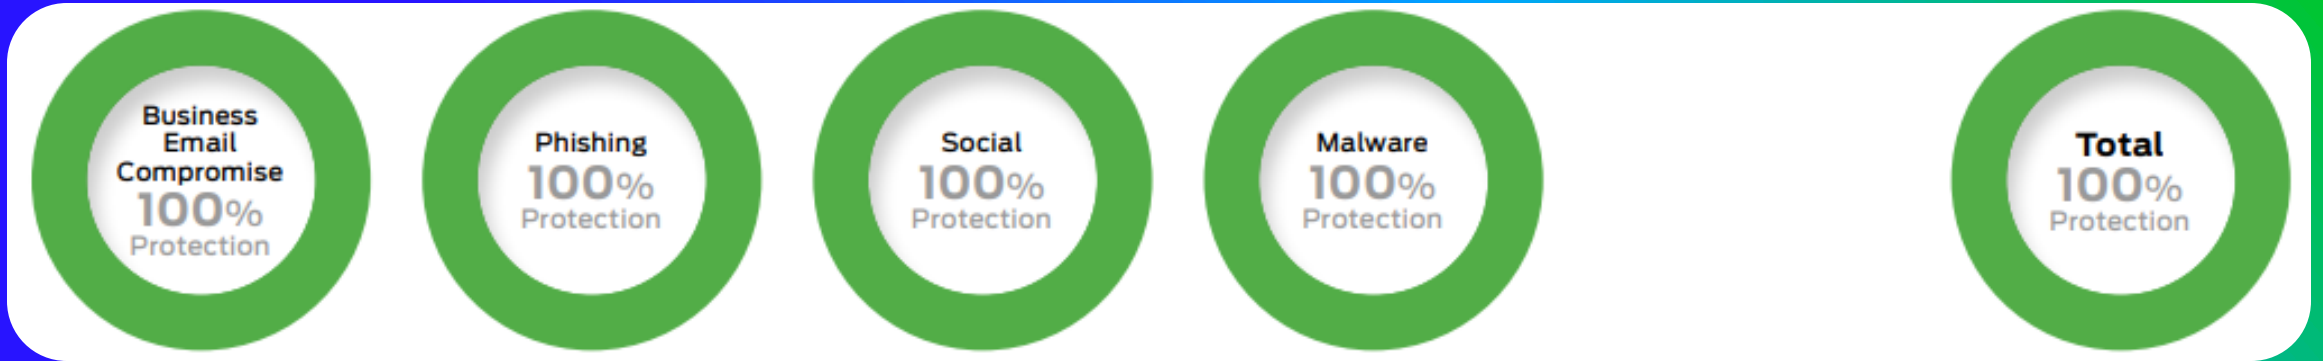 Business
Email
Compromise
100%
Protection
Phishing
100%
Protection
Social
100%
Protection
Malware
100%
Protection
Total
100%
Protection